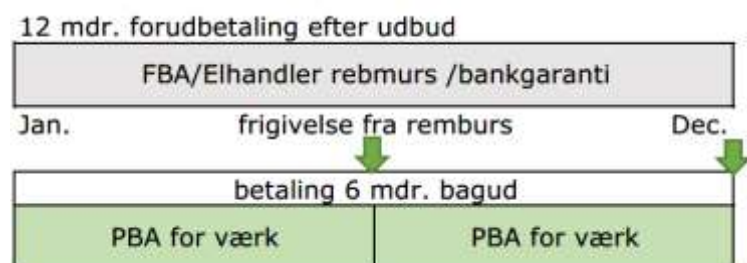 12 mdr. forudbetaling efter udbud
FBA/Elhandler rebmurs /bankgaranti
Jan. frigivelse fra remburs Dec.
betaling 6 mdr. bagud
PBA for værk PBA for værk